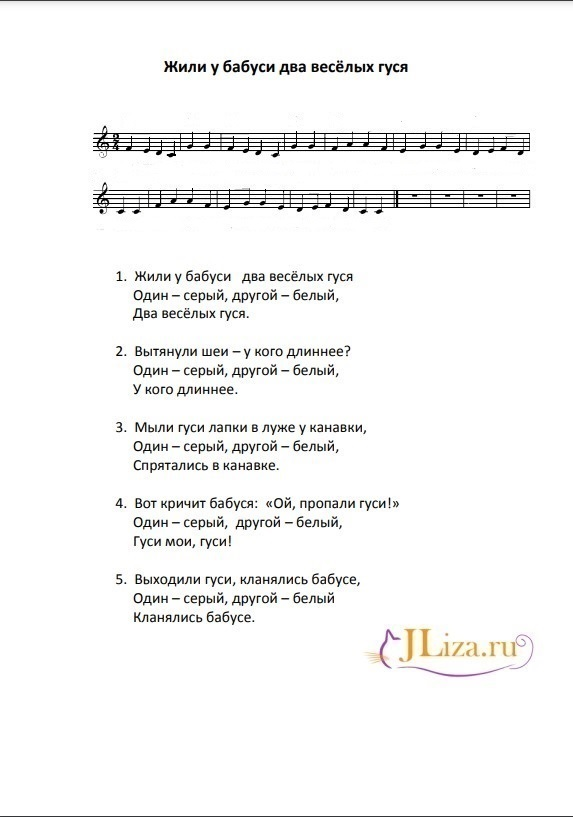 Жили у бабуси два весёлых гуся
2
4
1. Жили у бабуси два весёлых гуся
Один – серый, другой – белый,
Два весёлых гуся.
2. Вытянули шеи – у кого длиннее?
Один – серый, другой – белый,
У кого длиннее.
3. Мыли гуси лапки в луже у канавки,
Один – серый, другой – белый,
Спрятались в канавке.
4. Вот кричит бабуся: «Ой, пропали гуси!»
Один – серый, другой – белый,
Гуси мои, гуси!
5. Выходили гуси, кланялись бабусе,
Один – серый, другой – белый
Кланялись бабусе.
JLiza.ru